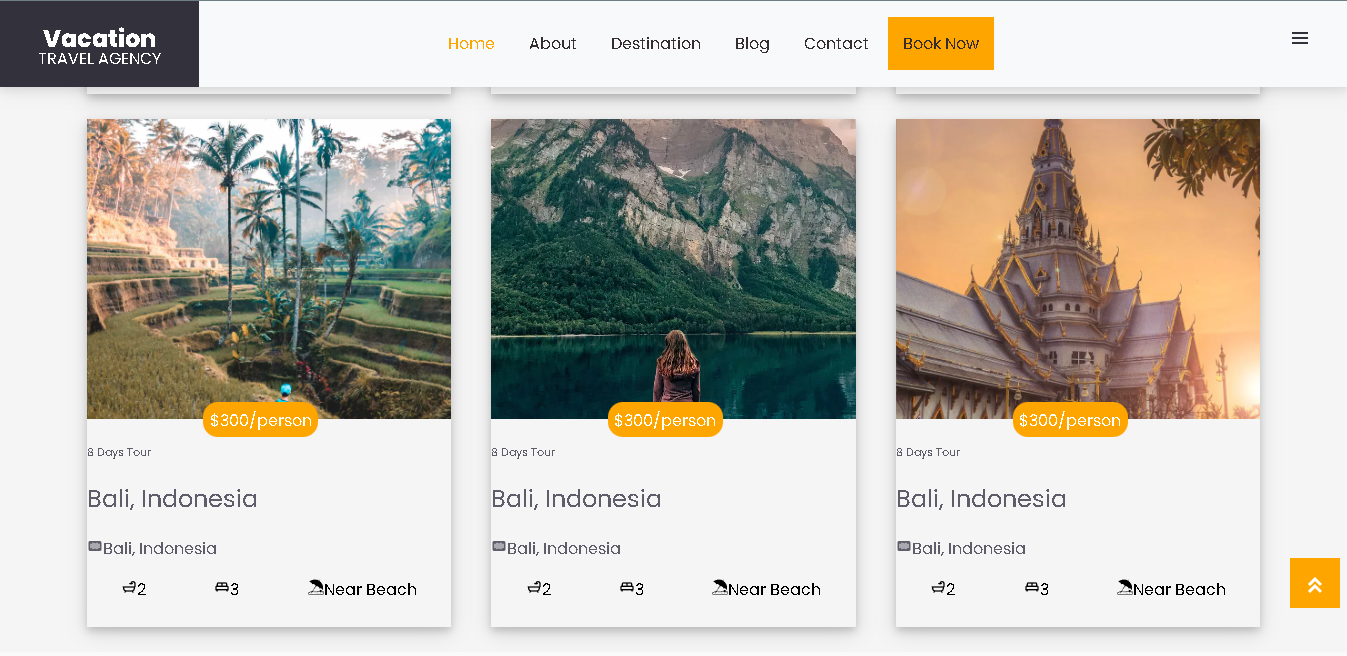 Vacation
TRAVEL AGENCY
Home About Destination Blog Contact Book Now
$300/person $300/person $300/person
8 Days Tour 8 Days Tour 8 Days Tour
Bali, Indonesia Bali, Indonesia Bali, Indonesia
Bali, Indonesia Bali, Indonesia Bali, Indonesia
2 3 Near Beach 2 3 Near Beach 2 3 Near Beach